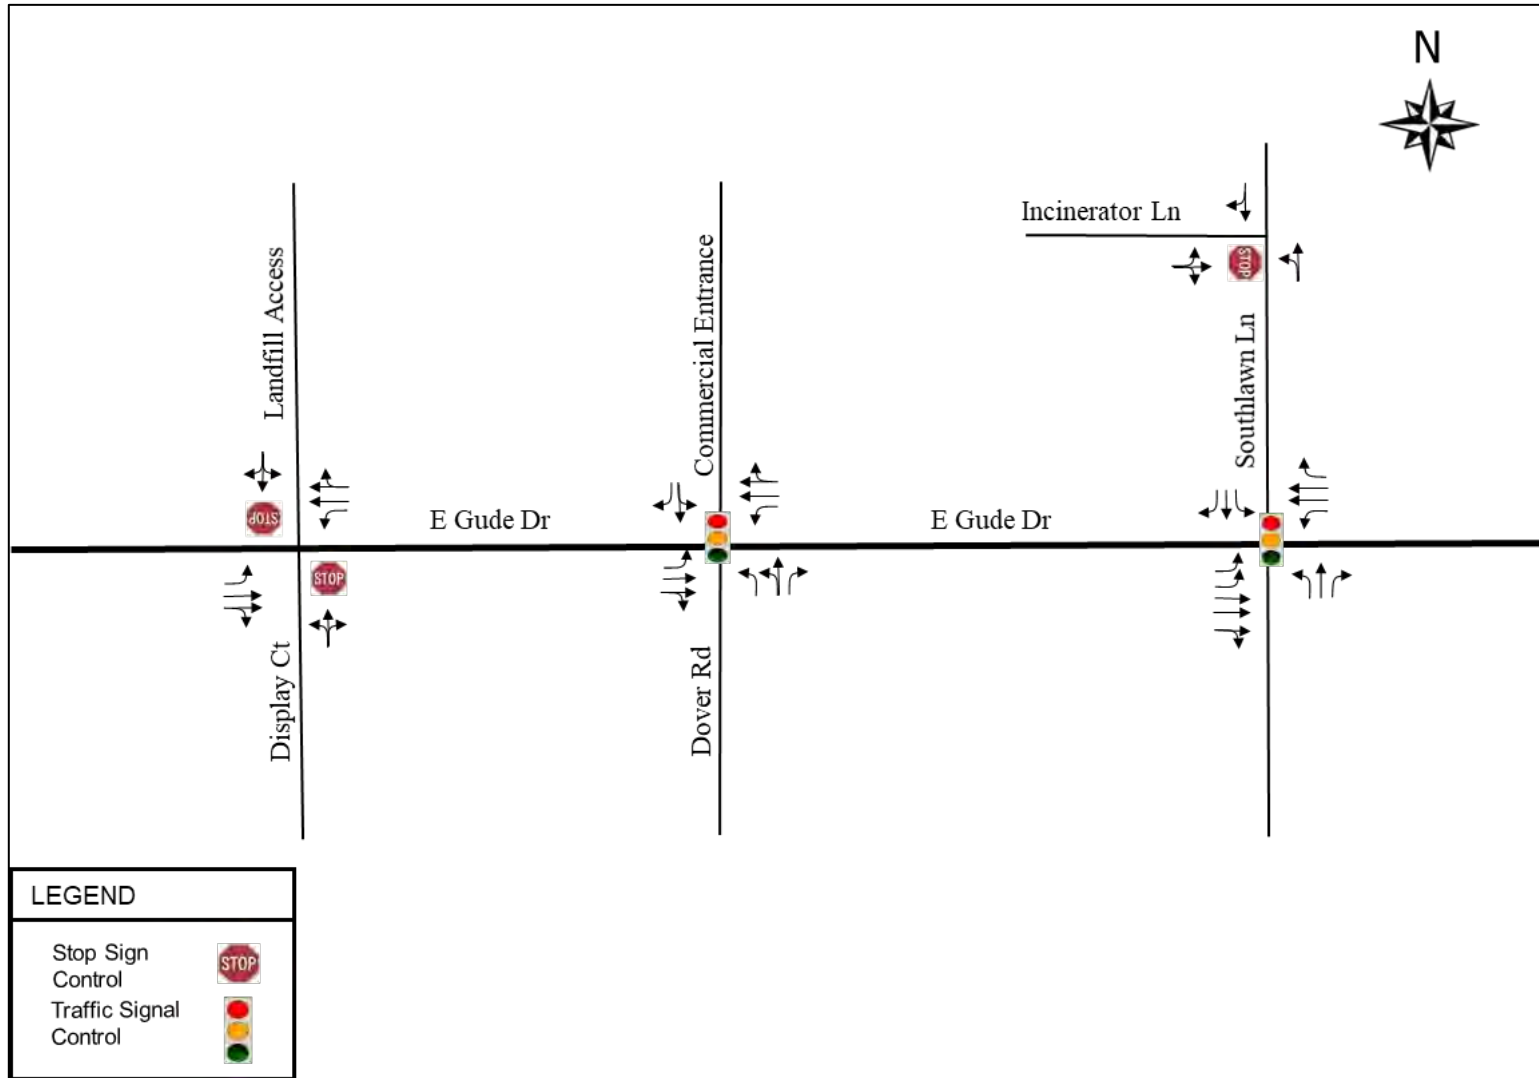 N
Incinerator Ln
STOP
Landfill Access
Commercial Entrance
Southlawn Ln
STOP
E Gude Dr
E Gude Dr
STOP
Display Ct
Dover Rd
LEGEND
Stop Sign
Control
STOP
Traffic Signal
Control